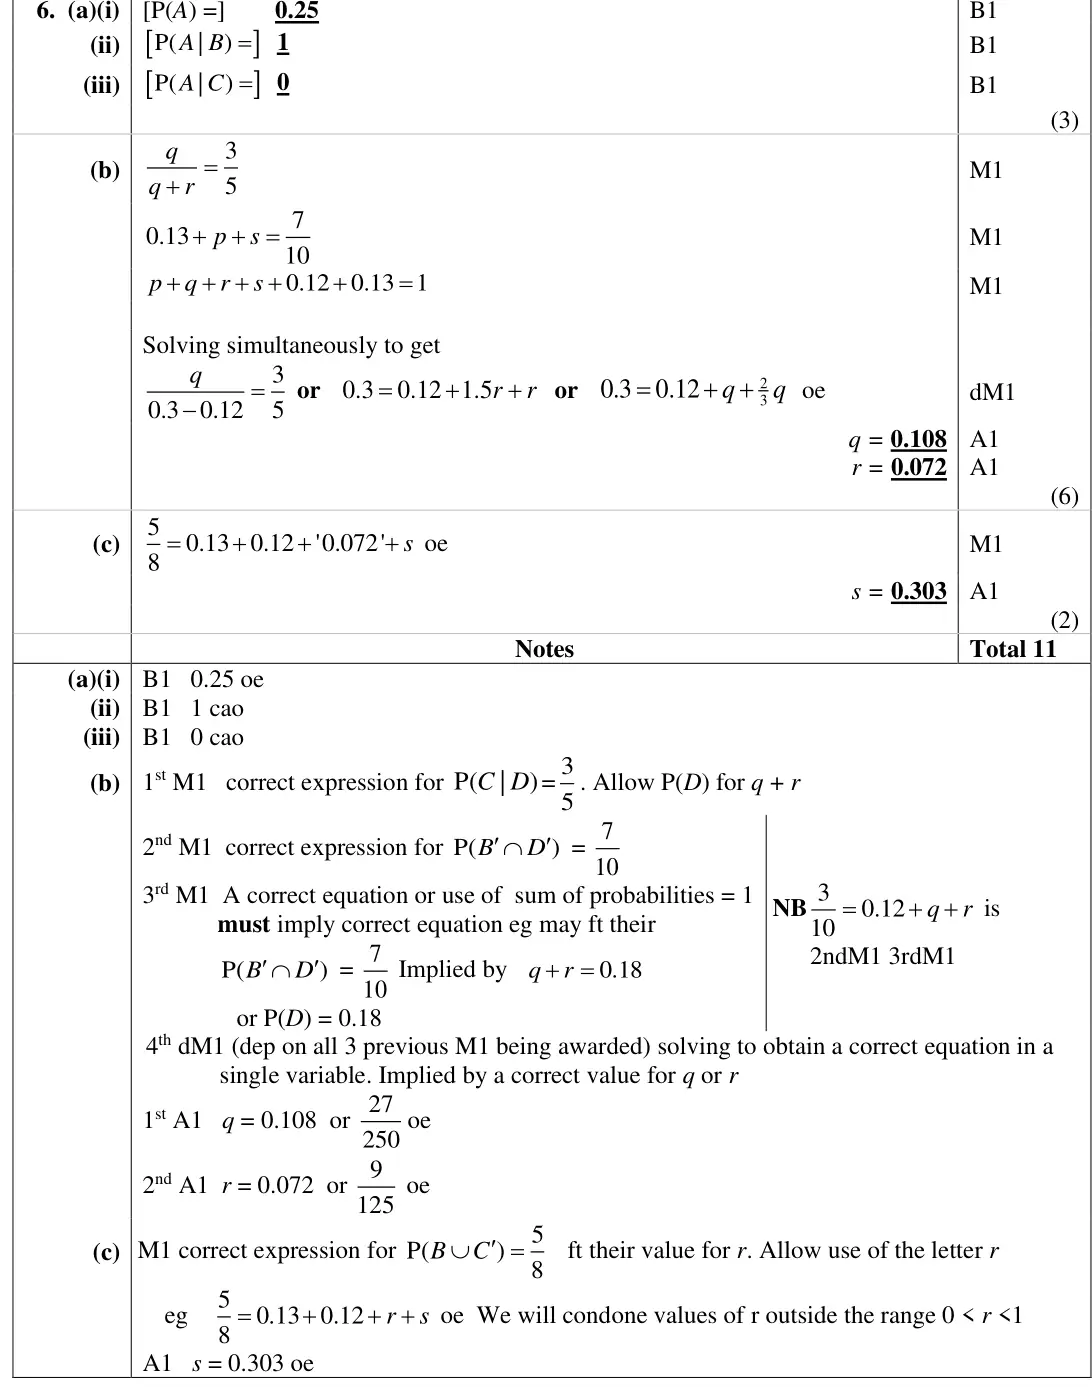 6. (a)(i) [P(A) =] 0.25 B1
(ii) [P(A | B) =] 1 B1
(iii) [P(A | C) =] 0 B1
(3)
(b) q/(q + r) = 3/5 M1
0.13 + p + s = 7/10 M1
p + q + r + s + 0.12 + 0.13 = 1 M1
Solving simultaneously to get
q/(0.3 − 0.12) = 3/5 or 0.3 = 0.12 + 1.5r + r or 0.3 = 0.12 + q + 2/3 q oe dM1
q = 0.108 A1
r = 0.072 A1
(6)
(c) 5/8 = 0.13 + 0.12 + '0.072' + s oe M1
s = 0.303 A1
(2)
Notes Total 11
(a)(i) B1 0.25 oe
(ii) B1 1 cao
(iii) B1 0 cao
(b) 1st M1 correct expression for P(C | D) = 3/5 . Allow P(D) for q + r
2nd M1 correct expression for P(B′ ∩ D′) = 7/10
3rd M1 A correct equation or use of sum of probabilities = 1
must imply correct equation eg may ft their
P(B′ ∩ D′) = 7/10 Implied by q + r = 0.18
or P(D) = 0.18
NB 3/10 = 0.12 + q + r is
2ndM1 3rdM1
4th dM1 (dep on all 3 previous M1 being awarded) solving to obtain a correct equation in a
single variable. Implied by a correct value for q or r
1st A1 q = 0.108 or 27/250 oe
2nd A1 r = 0.072 or 9/125 oe
(c) M1 correct expression for P(B ∪ C′) = 5/8 ft their value for r. Allow use of the letter r
eg 5/8 = 0.13 + 0.12 + r + s oe We will condone values of r outside the range 0 < r <1
A1 s = 0.303 oe